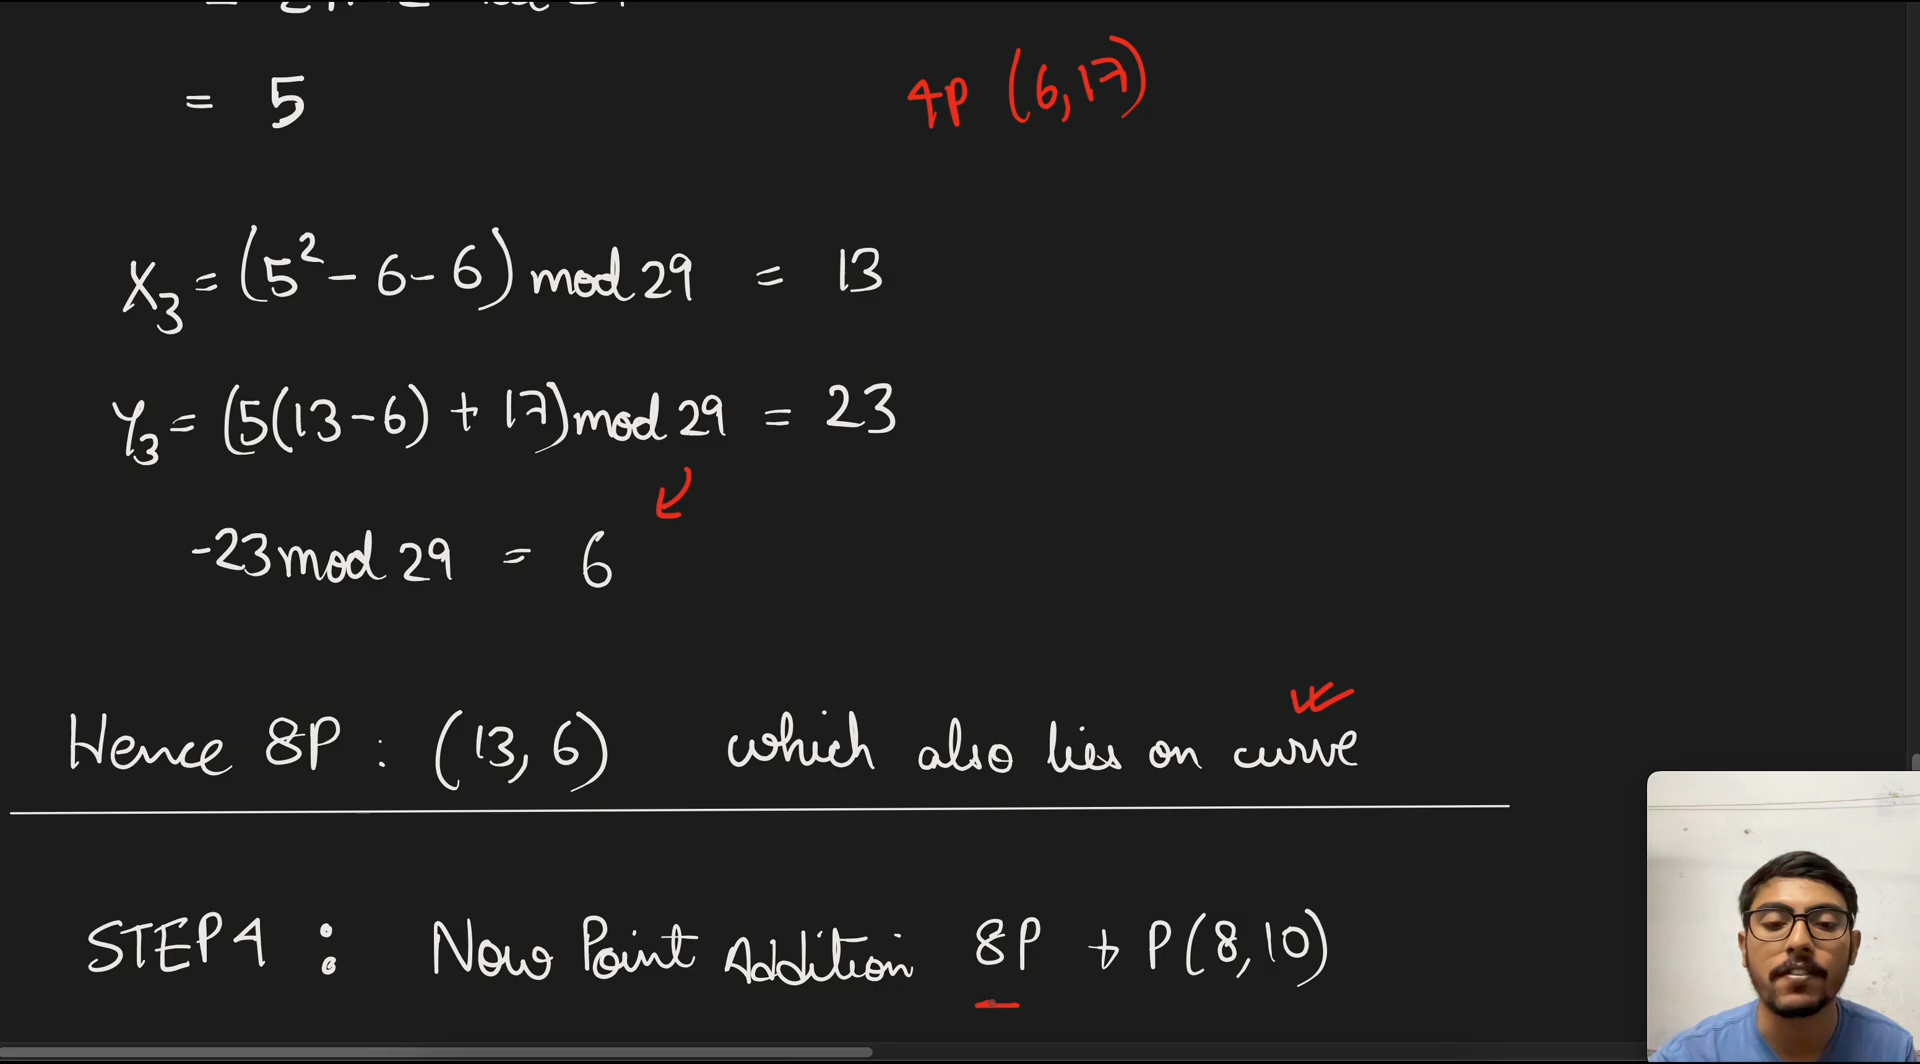 = 5
4P (6,17)
X₃ = (5² - 6 - 6) mod 29 = 13
Y₃ = (5(13-6) + 17) mod 29 = 23
-23 mod 29 = 6
Hence 8P : (13, 6) which also lies on curve
STEP 4 : Now Point Addition 8P + P(8,10)